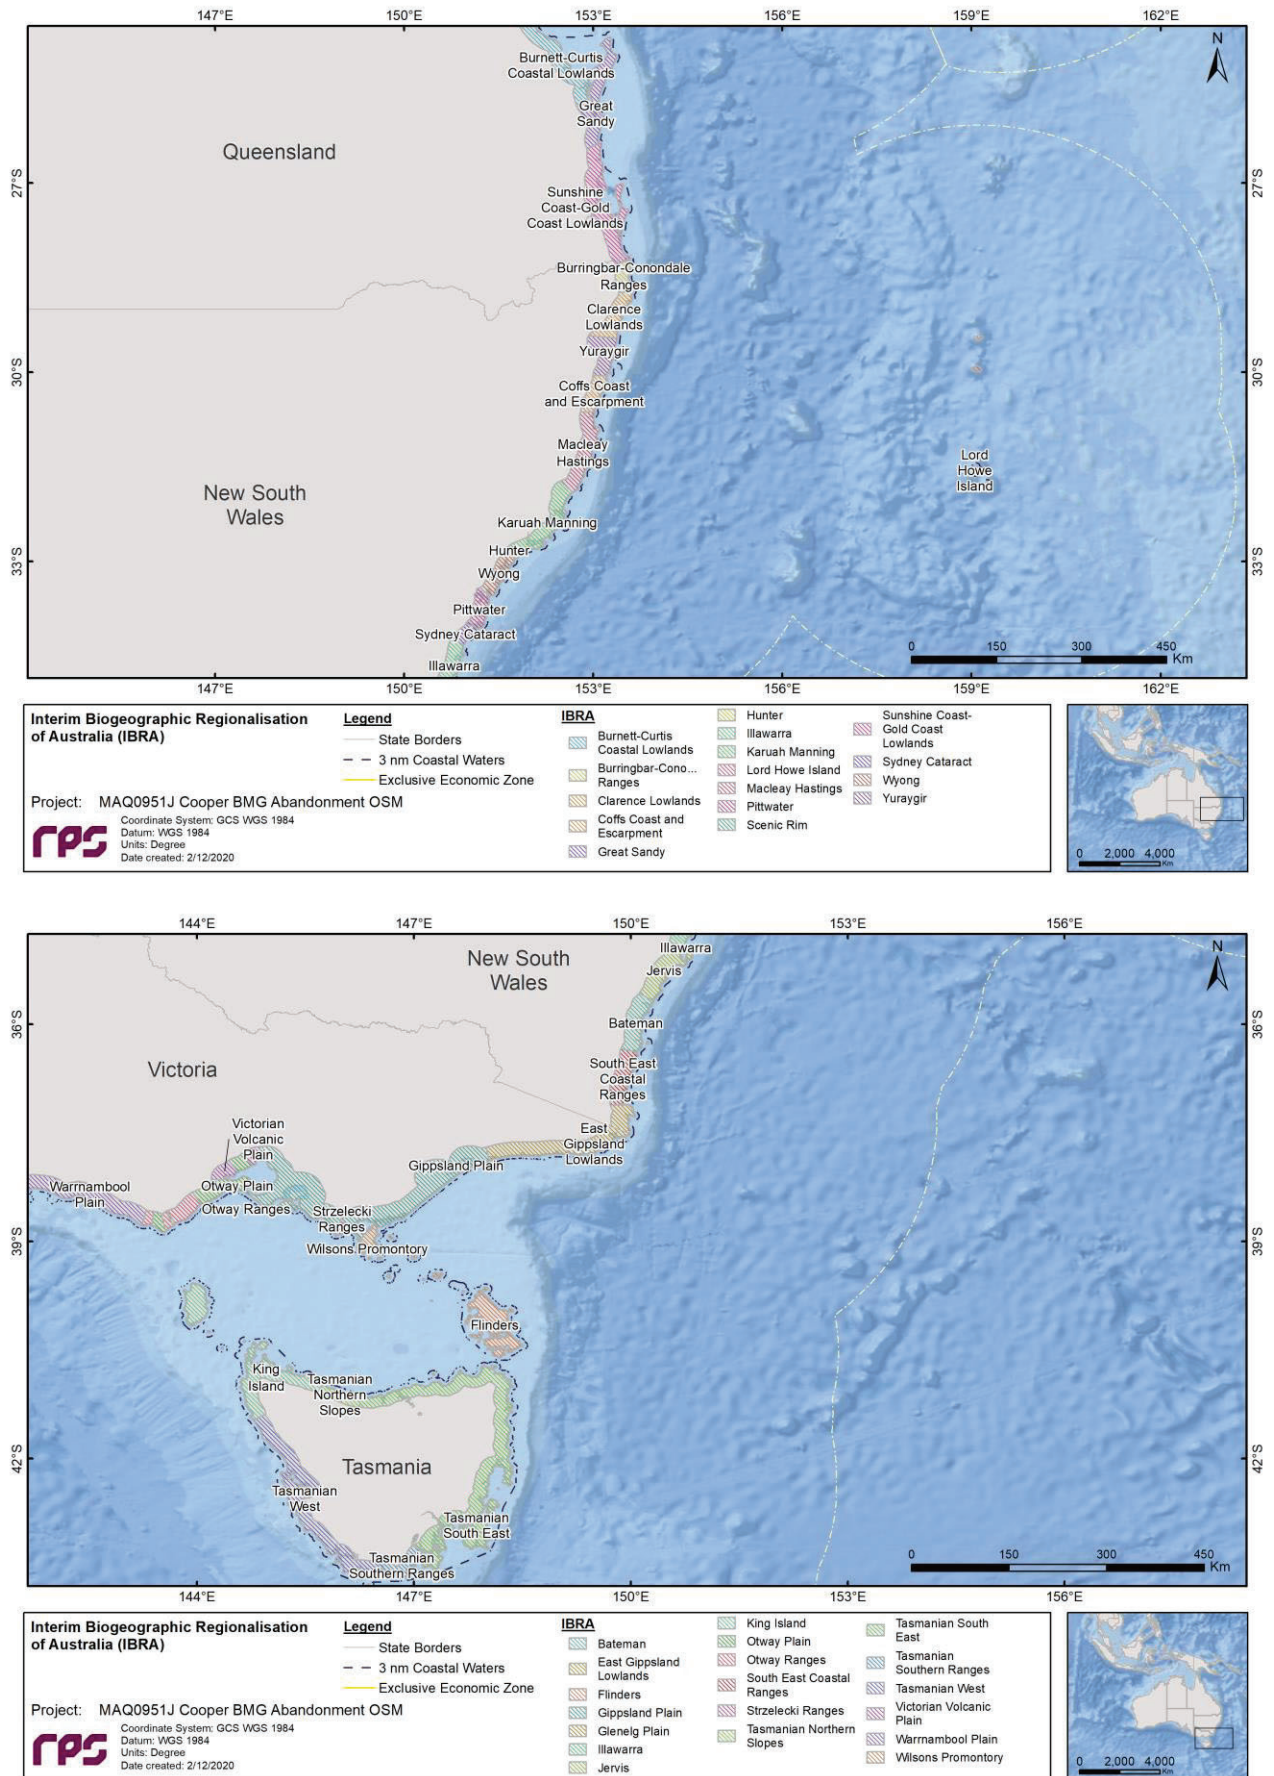 147°E 150°E 153°E 156°E 159°E 162°E
N
Burnett-Curtis
Coastal Lowlands
Great
Sandy
Queensland
27°S 27°S
Sunshine
Coast-Gold
Coast Lowlands
Burringbar-Conondale
Ranges
Clarence
Lowlands
Yuraygir
30°S 30°S
Coffs Coast
and Escarpment
Macleay
Hastings
Lord
Howe
Island
New South
Wales
Karuah Manning
Hunter
33°S 33°S
Wyong
Pittwater
Sydney Cataract
Illawarra
0 150 300 450
Km
147°E 150°E 153°E 156°E 159°E 162°E
Interim Biogeographic Regionalisation
of Australia (IBRA)
Project: MAQ0951J Cooper BMG Abandonment OSM
rps
Coordinate System: GCS WGS 1984
Datum: WGS 1984
Units: Degree
Date created: 2/12/2020
Legend
State Borders
3 nm Coastal Waters
Exclusive Economic Zone
IBRA
Burnett-Curtis
Coastal Lowlands
Burringbar-Cono...
Ranges
Clarence Lowlands
Coffs Coast and
Escarpment
Great Sandy
Hunter
Illawarra
Karuah Manning
Lord Howe Island
Macleay Hastings
Pittwater
Scenic Rim
Sunshine Coast-
Gold Coast
Lowlands
Sydney Cataract
Wyong
Yuraygir
0 2,000 4,000
Km
144°E 147°E 150°E 153°E 156°E
N
New South
Wales
Illawarra
Jervis
36°S 36°S
Bateman
Victoria
South East
Coastal
Ranges
Victorian
Volcanic
Plain
East
Gippsland
Lowlands
Gippsland Plain
Warrnambool
Plain
Otway Plain
Otway Ranges
Strzelecki
Ranges
39°S 39°S
Wilsons Promontory
Flinders
King
Island
Tasmanian
Northern
Slopes
42°S 42°S
Tasmania
Tasmanian
West
Tasmanian
South East
Tasmanian
Southern Ranges
0 150 300 450
Km
144°E 147°E 150°E 153°E 156°E
Interim Biogeographic Regionalisation
of Australia (IBRA)
Project: MAQ0951J Cooper BMG Abandonment OSM
rps
Coordinate System: GCS WGS 1984
Datum: WGS 1984
Units: Degree
Date created: 2/12/2020
Legend
State Borders
3 nm Coastal Waters
Exclusive Economic Zone
IBRA
Bateman
East Gippsland
Lowlands
Flinders
Gippsland Plain
Glenelg Plain
Illawarra
Jervis
King Island
Otway Plain
Otway Ranges
South East Coastal
Ranges
Strzelecki Ranges
Tasmanian Northern
Slopes
Tasmanian South
East
Tasmanian
Southern Ranges
Tasmanian West
Victorian Volcanic
Plain
Warrnambool Plain
Wilsons Promontory
0 2,000 4,000
Km